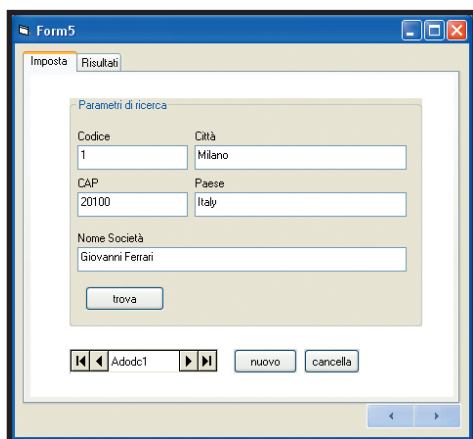 Form5
Imposta Risultati
Parametri di ricerca
Codice Città
1 Milano
CAP Paese
20100 Italy
Nome Società
Giovanni Ferrari
trova
Adodc1 nuovo cancella